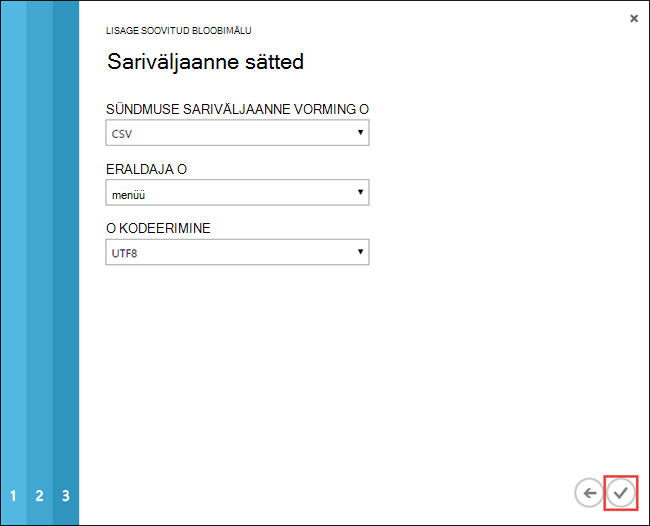 LISAGE SOOVITUD BLOOBIMÄLU
Sariväljaanne sätted
SÜNDMUSE SARIVÄLJAANNE VORMING O
CSV
ERALDAJA O
menüü
O KODEERIMINE
UTF8
1 2 3